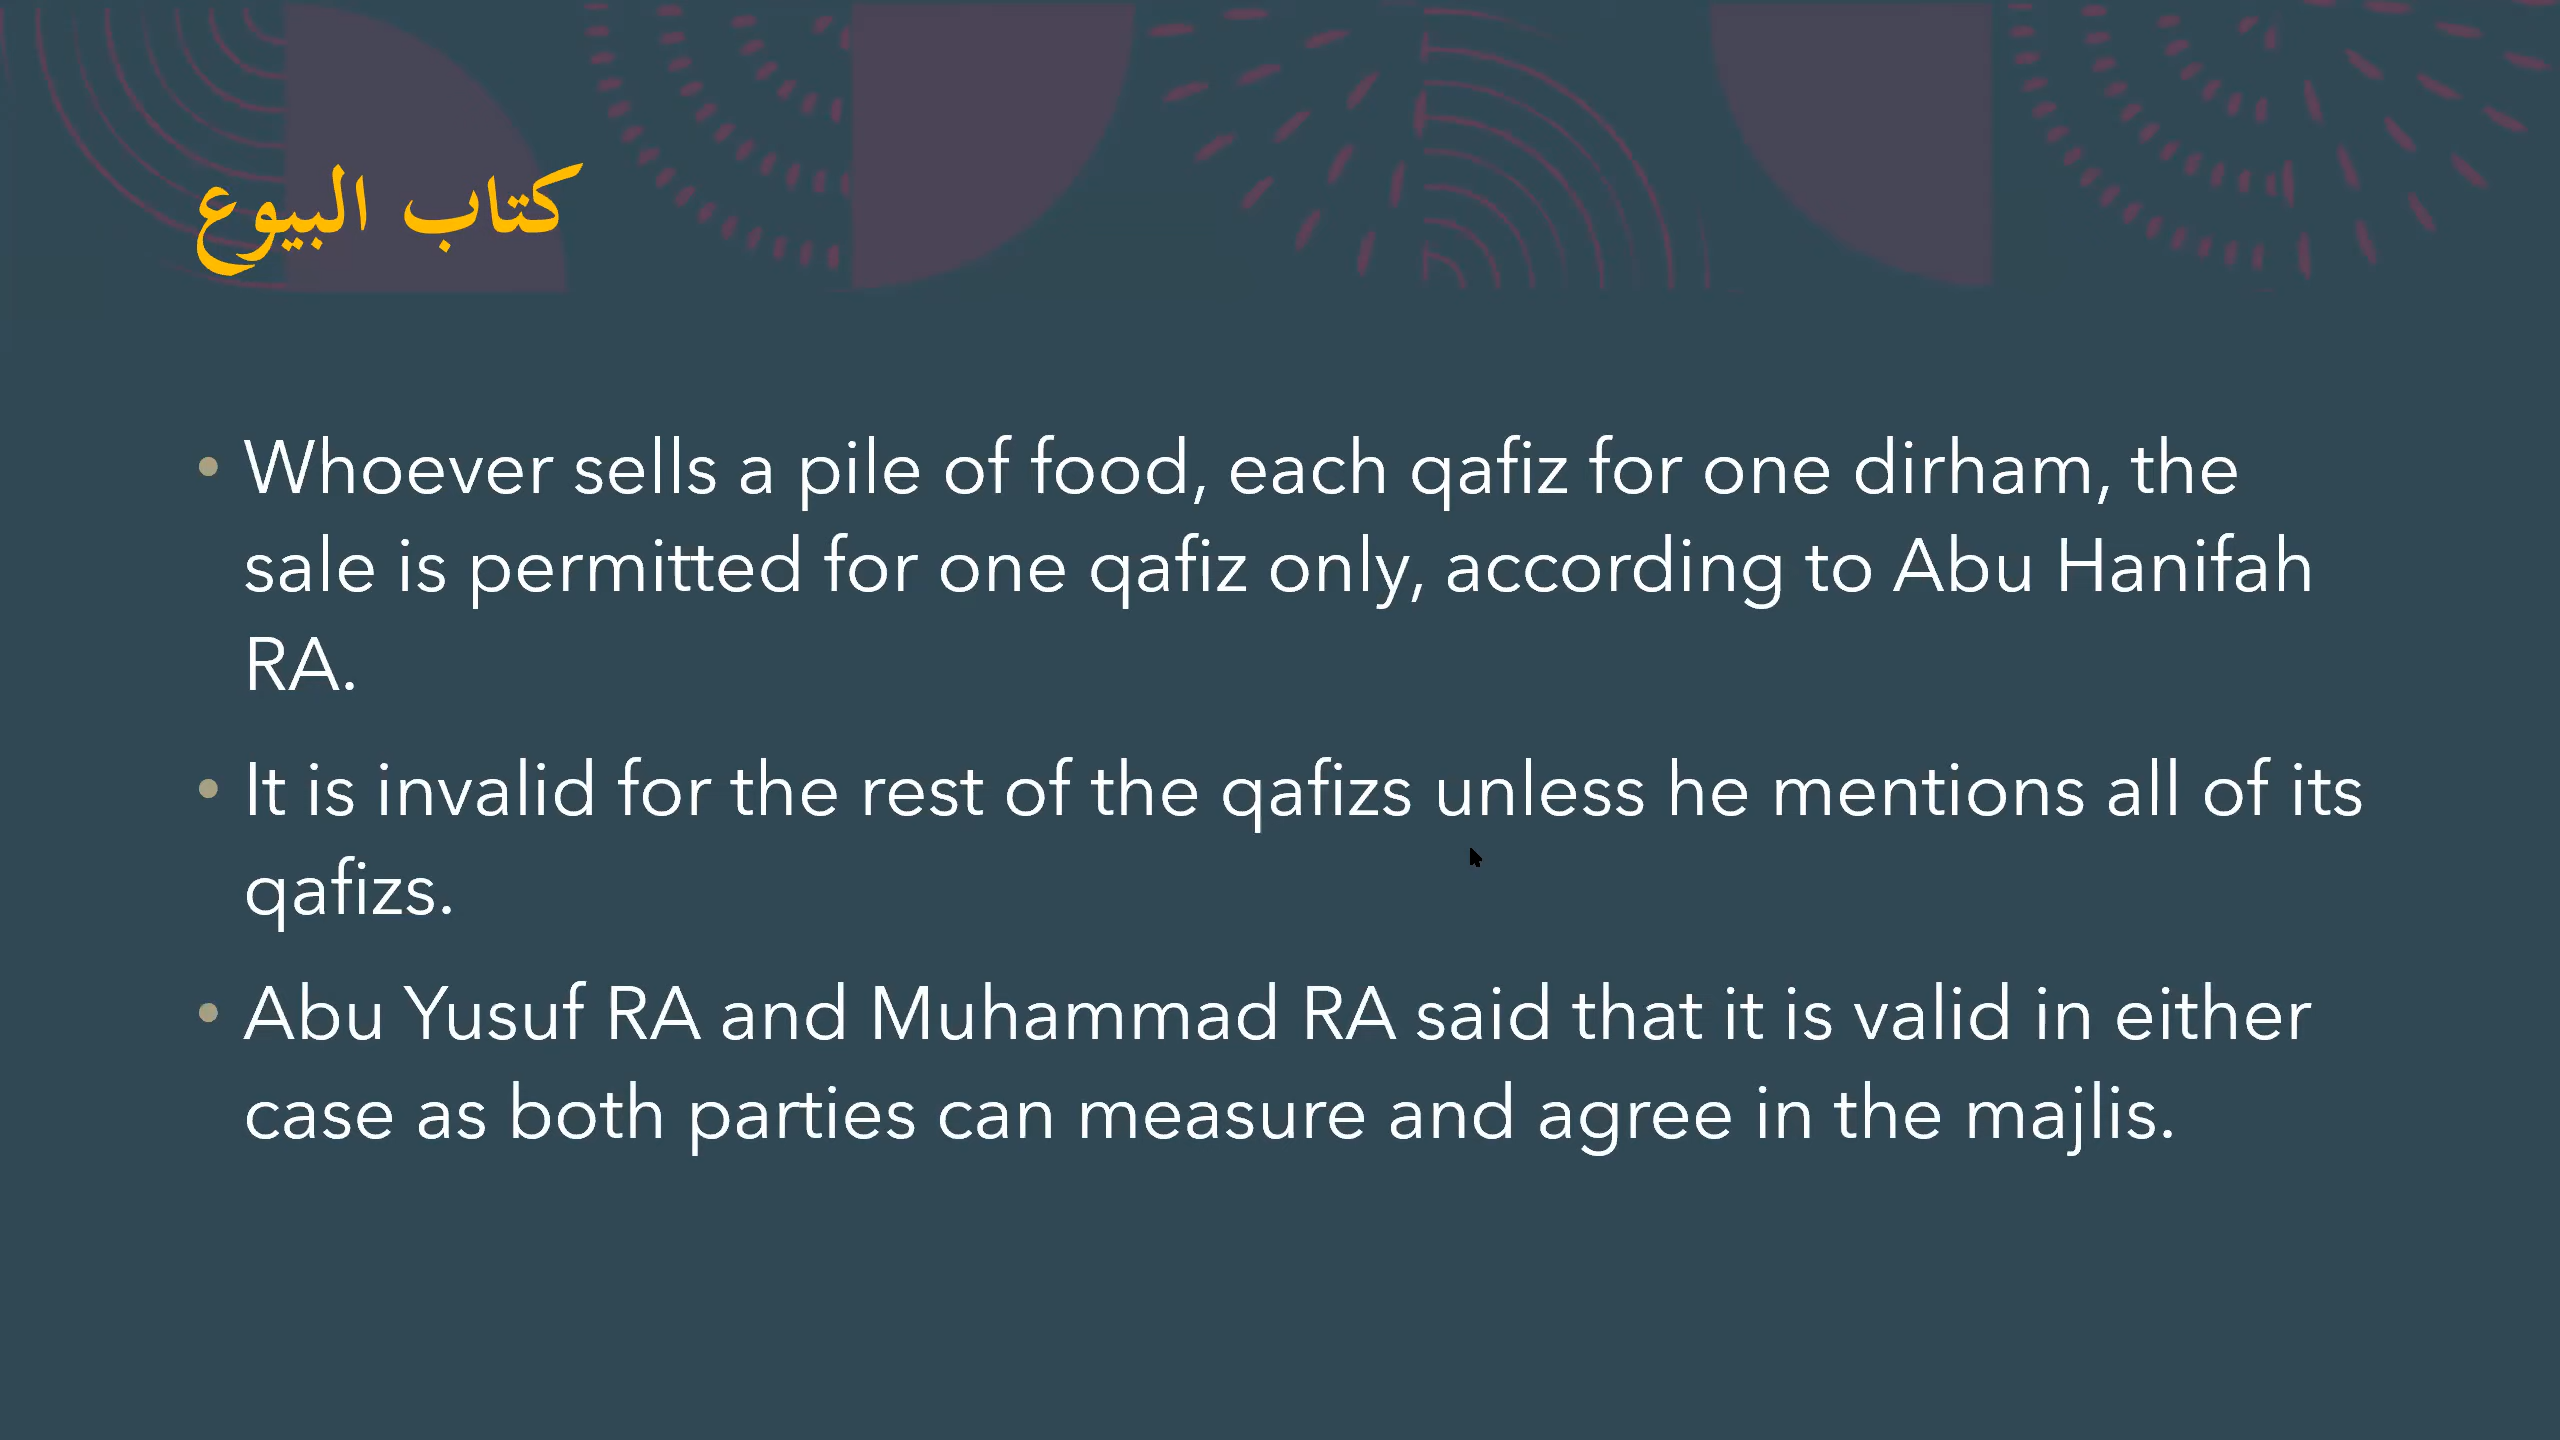 كتاب البيوع
• Whoever sells a pile of food, each qafiz for one dirham, the
sale is permitted for one qafiz only, according to Abu Hanifah
RA.
• It is invalid for the rest of the qafizs unless he mentions all of its
qafizs.
• Abu Yusuf RA and Muhammad RA said that it is valid in either
case as both parties can measure and agree in the majlis.